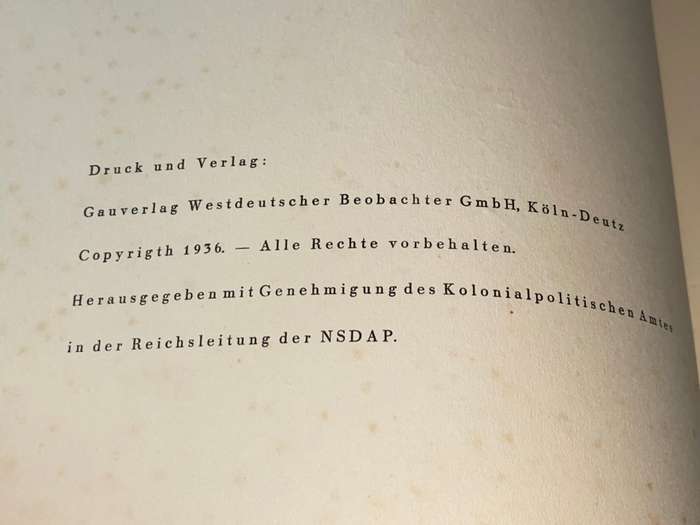 Druck und Verlag:
Gauverlag Westdeutscher Beobachter GmbH, Köln-Deutz
Copyrigth 1936. — Alle Rechte vorbehalten.
Herausgegeben mit Genehmigung des Kolonialpolitischen Amtes
in der Reichsleitung der NSDAP.